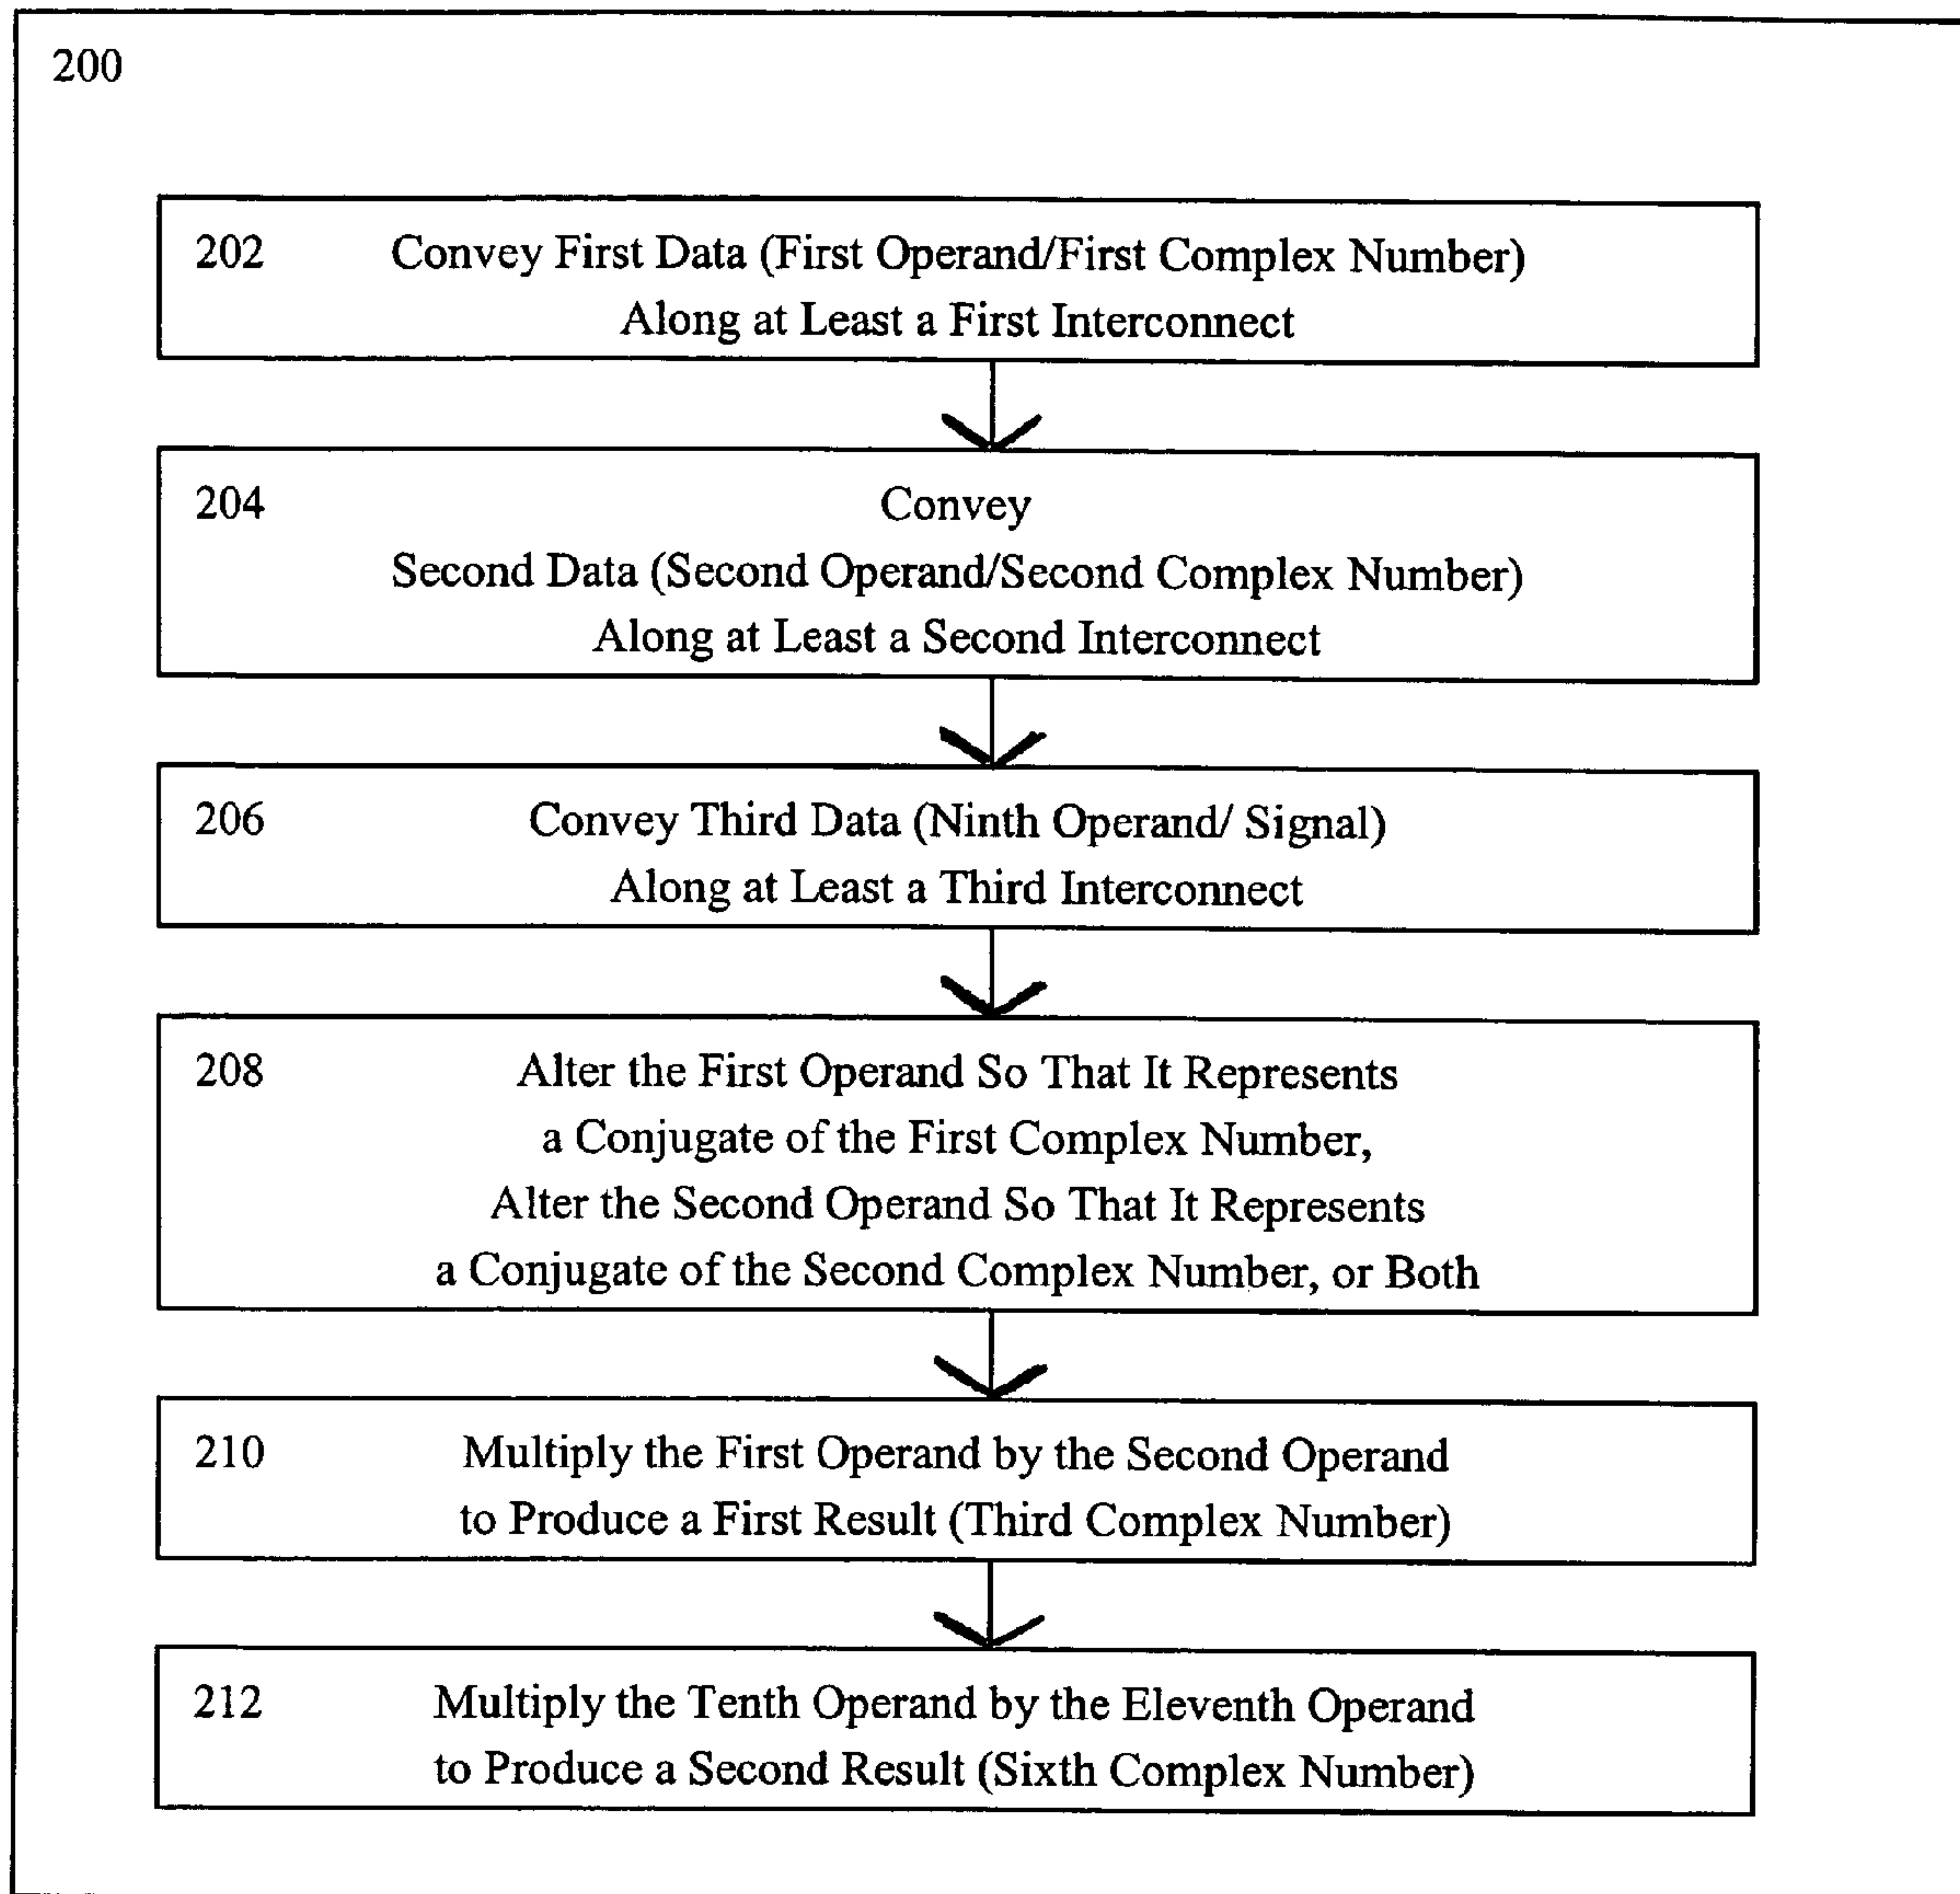 200
202 Convey First Data (First Operand/First Complex Number)
Along at Least a First Interconnect
204 Convey
Second Data (Second Operand/Second Complex Number)
Along at Least a Second Interconnect
206 Convey Third Data (Ninth Operand/ Signal)
Along at Least a Third Interconnect
208 Alter the First Operand So That It Represents
a Conjugate of the First Complex Number,
Alter the Second Operand So That It Represents
a Conjugate of the Second Complex Number, or Both
210 Multiply the First Operand by the Second Operand
to Produce a First Result (Third Complex Number)
212 Multiply the Tenth Operand by the Eleventh Operand
to Produce a Second Result (Sixth Complex Number)